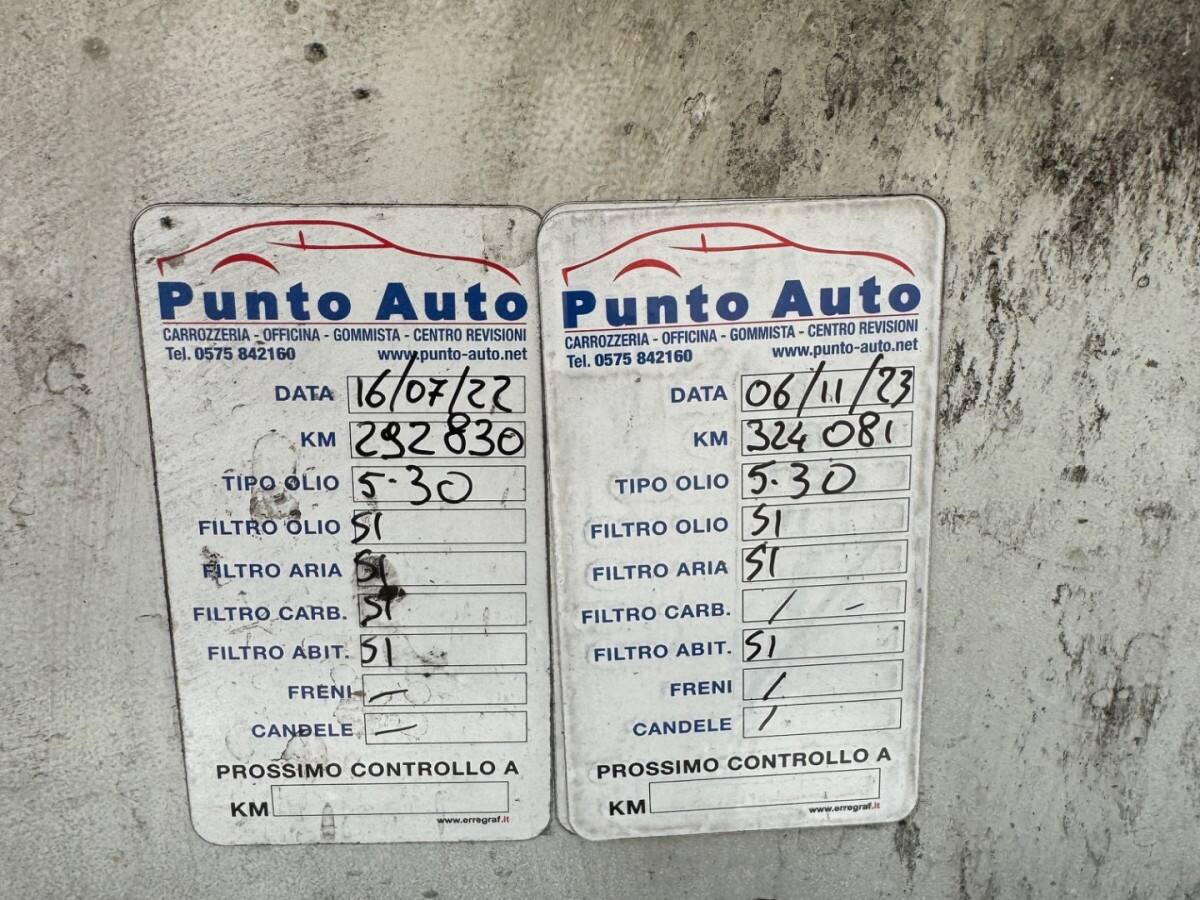 Punto Auto
CARROZZERIA - OFFICINA - GOMMISTA - CENTRO REVISIONI
Tel. 0575 842160 www.punto-auto.net
DATA 16/07/22
KM 292830
TIPO OLIO 5-30
FILTRO OLIO SI
FILTRO ARIA SI
FILTRO CARB. SI
FILTRO ABIT. SI
FRENI —
CANDELE —
PROSSIMO CONTROLLO A
KM
www.erregraf.it
Punto Auto
CARROZZERIA - OFFICINA - GOMMISTA - CENTRO REVISIONI
Tel. 0575 842160 www.punto-auto.net
DATA 06/11/23
KM 324081
TIPO OLIO 5-30
FILTRO OLIO SI
FILTRO ARIA SI
FILTRO CARB. / -
FILTRO ABIT. SI
FRENI /
CANDELE /
PROSSIMO CONTROLLO A
KM
www.erregraf.it